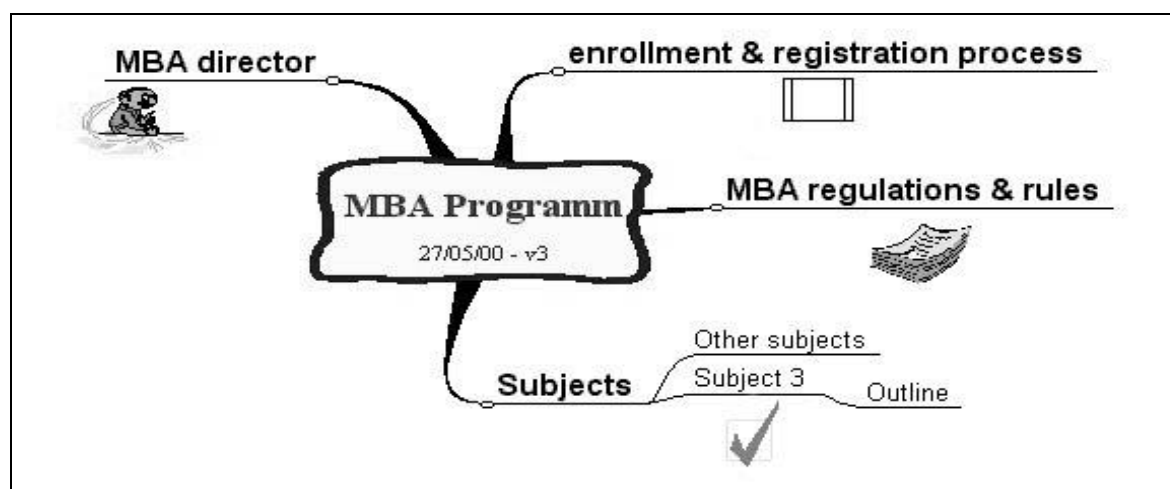 MBA director
enrollment & registration process
MBA regulations & rules
MBA Programm
27/05/00 - v3
Other subjects
Subjects
Subject 3
Outline